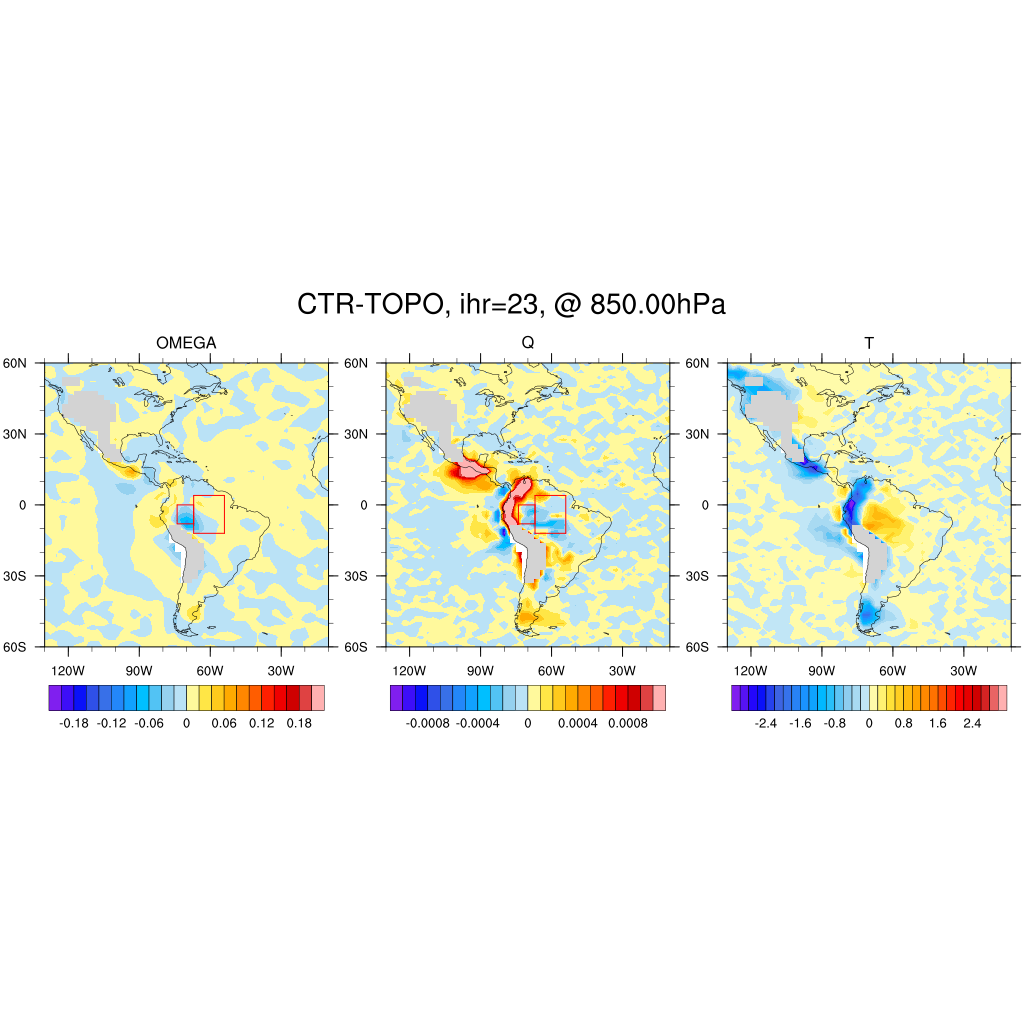 CTR-TOPO, ihr=23, @ 850.00hPa
OMEGA
Q
T
60N
30N
0
30S
60S
120W 90W 60W 30W
60N
30N
0
30S
60S
120W 90W 60W 30W
60N
30N
0
30S
60S
120W 90W 60W 30W
-0.18 -0.12 -0.06 0 0.06 0.12 0.18
-0.0008 -0.0004 0 0.0004 0.0008
-2.4 -1.6 -0.8 0 0.8 1.6 2.4